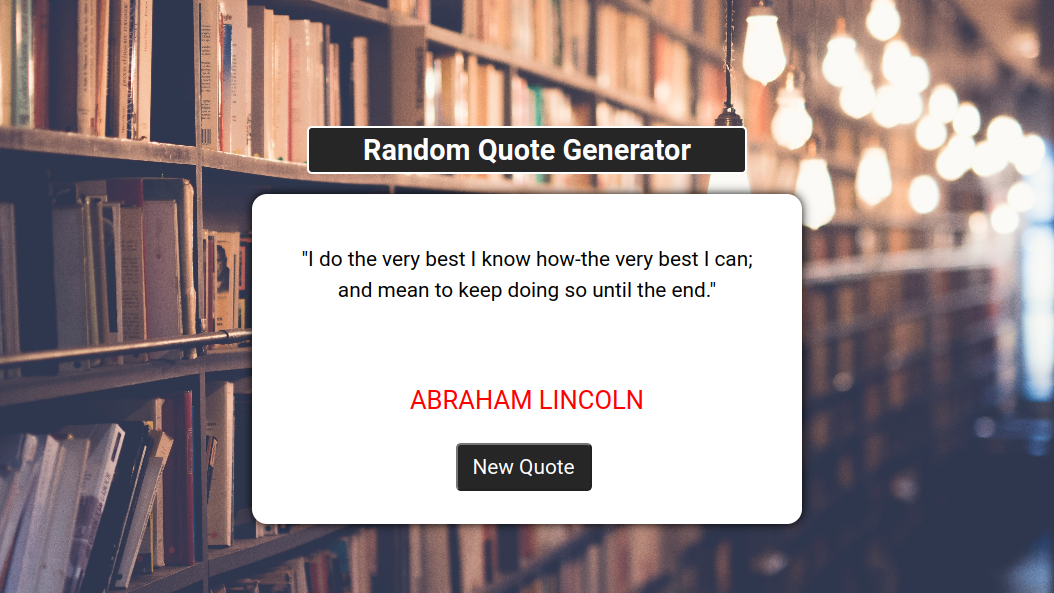 Random Quote Generator
"I do the very best I know how-the very best I can;
and mean to keep doing so until the end."
ABRAHAM LINCOLN
New Quote